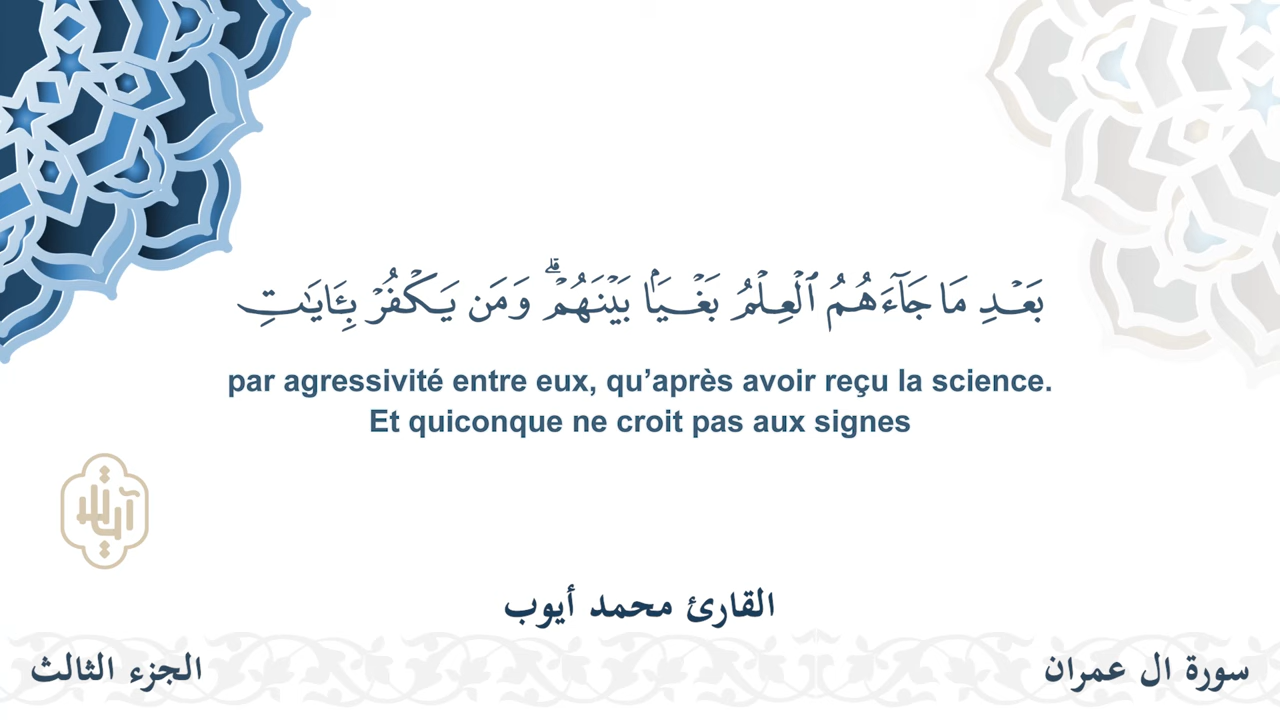 بَعْدِ مَا جَآءَهُمُ ٱلْعِلْمُ بَغْيَۢا بَيْنَهُمْ ۗ وَمَن يَكْفُرْ بِـَٔايَـٰتِ
par agressivité entre eux, qu’après avoir reçu la science.
Et quiconque ne croit pas aux signes
القارئ محمد أيوب
سورة ال عمران
الجزء الثالث